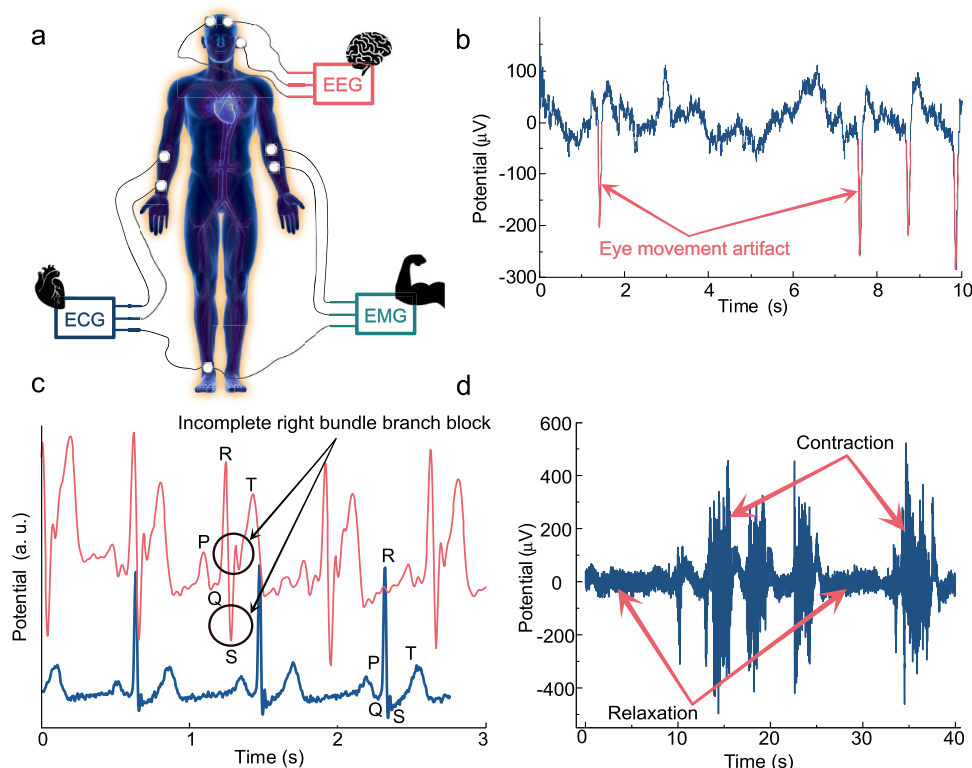 a
EEG
ECG
EMG
b
Potential (μV)
100
0
-100
-200
-300
Eye movement artifact
0
2
4
6
8
10
Time (s)
c
Incomplete right bundle branch block
Potential (a. u.)
R
T
P
Q
S
R
P
T
Q
S
0
1
2
3
Time (s)
d
Potential (μV)
600
400
200
0
-200
-400
Contraction
Relaxation
0
10
20
30
40
Time (s)